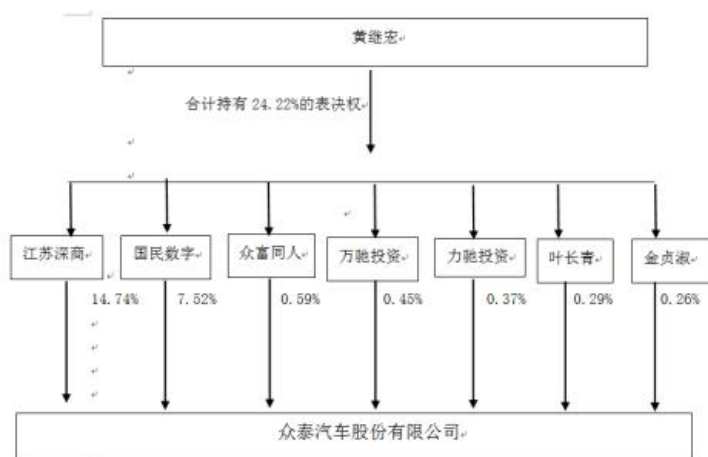 黄继宏
合计持有 24.22%的表决权
江苏深商
国民数字
众富同人
万驰投资
力驰投资
叶长青
金贞淑
14.74%
7.52%
0.59%
0.45%
0.37%
0.29%
0.26%
众泰汽车股份有限公司